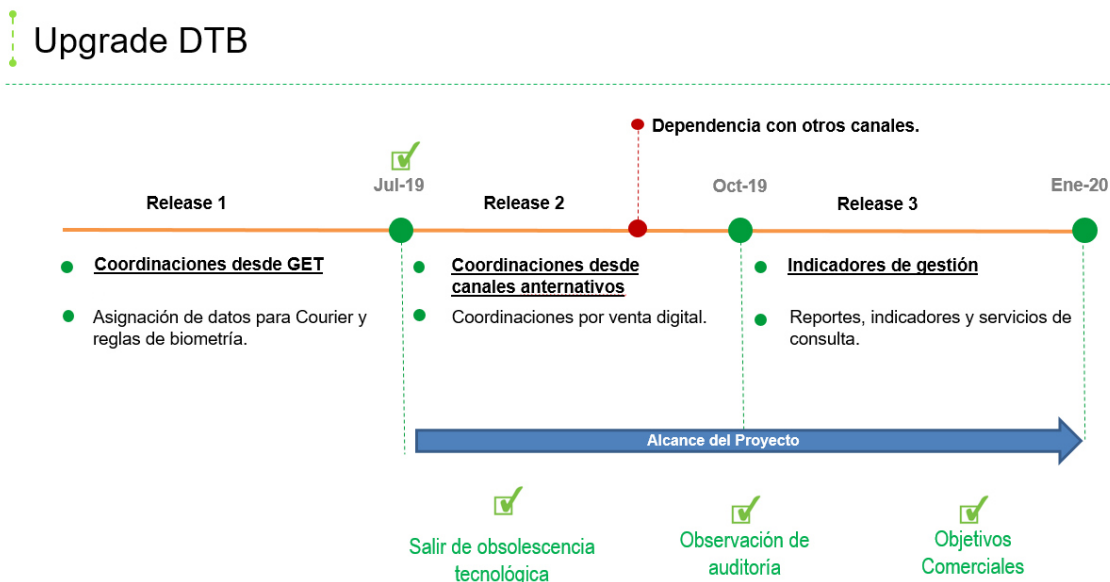 Upgrade DTB
Dependencia con otros canales.
Jul-19
Oct-19
Ene-20
Release 1
Release 2
Release 3
Coordinaciones desde GET
Asignación de datos para Courier y
reglas de biometría.
Coordinaciones desde
canales anternativos
Coordinaciones por venta digital.
Indicadores de gestión
Reportes, indicadores y servicios de
consulta.
Alcance del Proyecto
Salir de obsolescencia
tecnológica
Observación de
auditoría
Objetivos
Comerciales